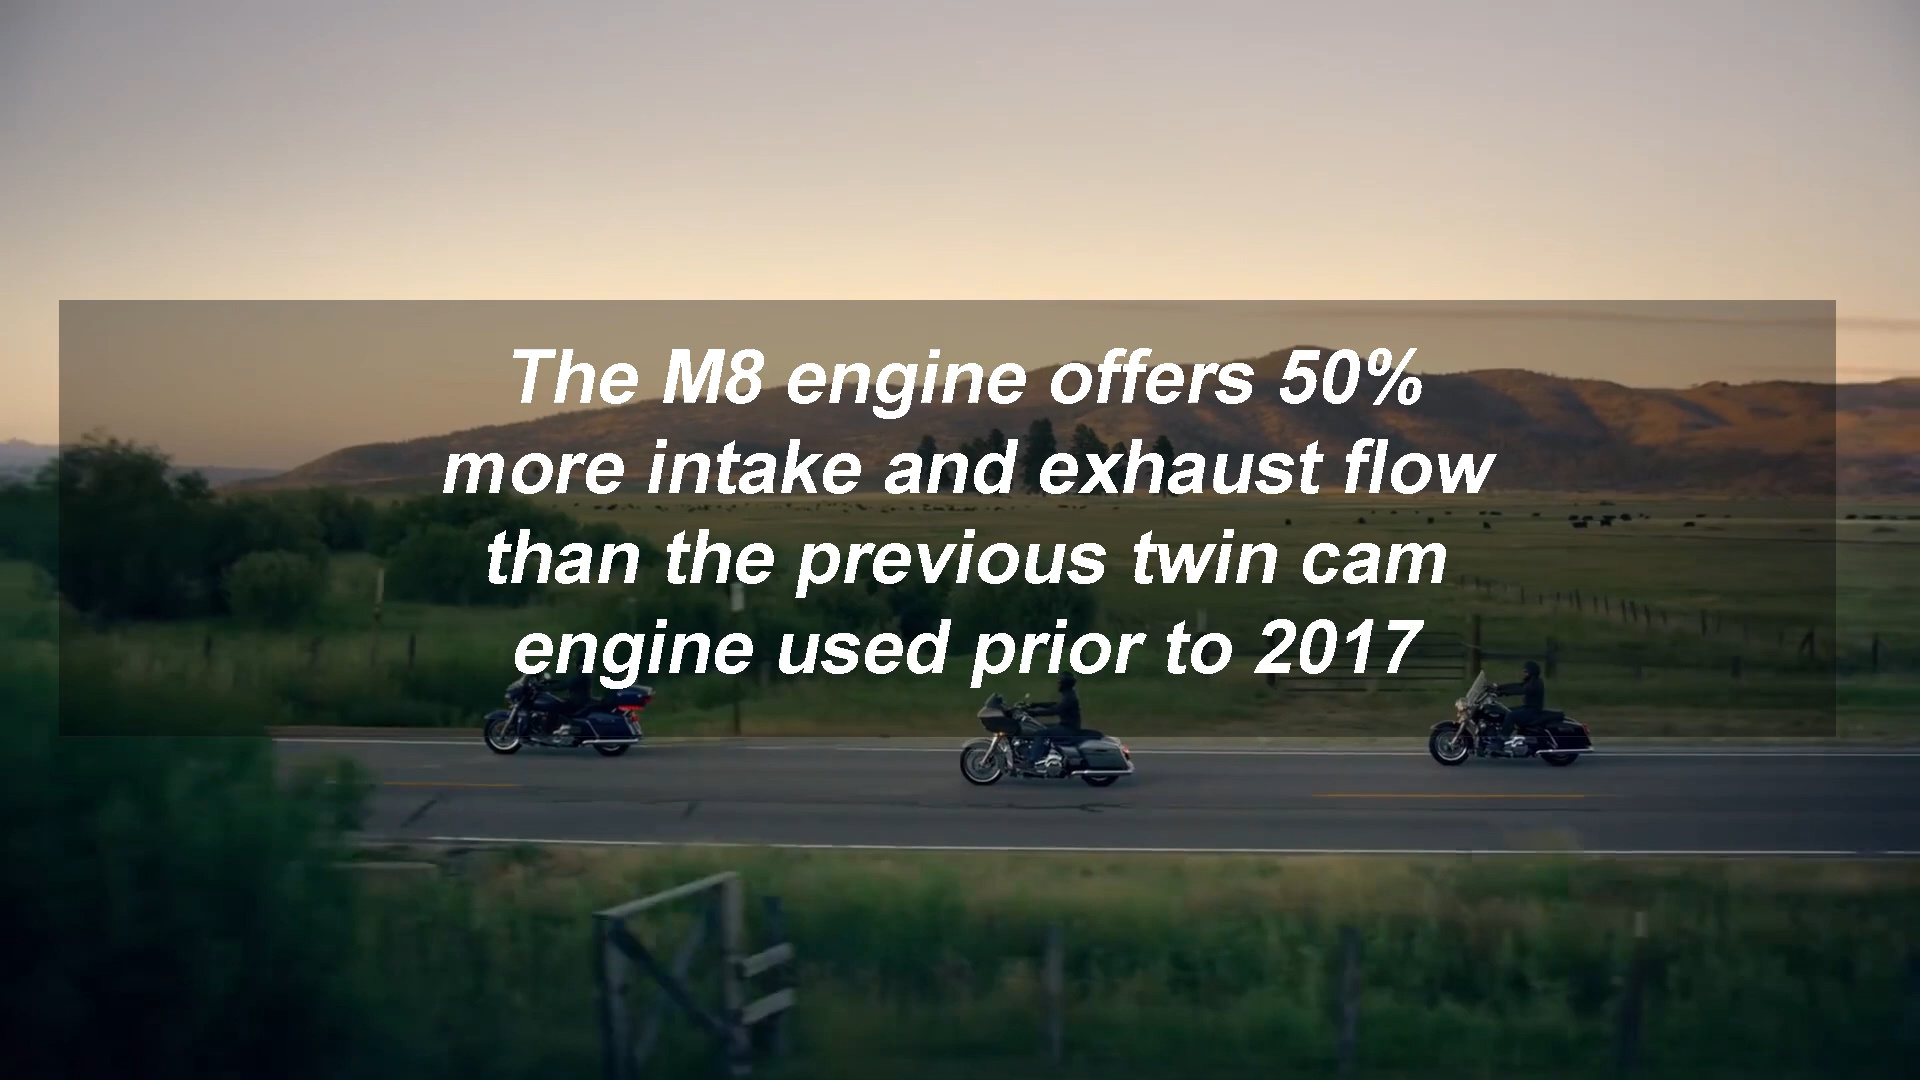 The M8 engine offers 50%
more intake and exhaust flow
than the previous twin cam
engine used prior to 2017